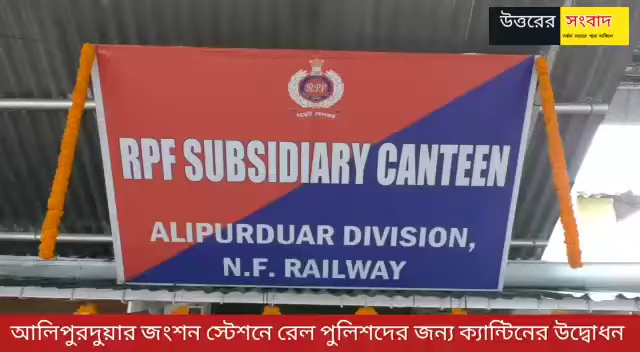 উত্তরের সংবাদ
RPF
RPF SUBSIDIARY CANTEEN
ALIPURDUAR DIVISION,
N.F. RAILWAY
আলিপুরদুয়ার জংশন স্টেশনে রেল পুলিশদের জন্য ক্যান্টিনের উদ্বোধন